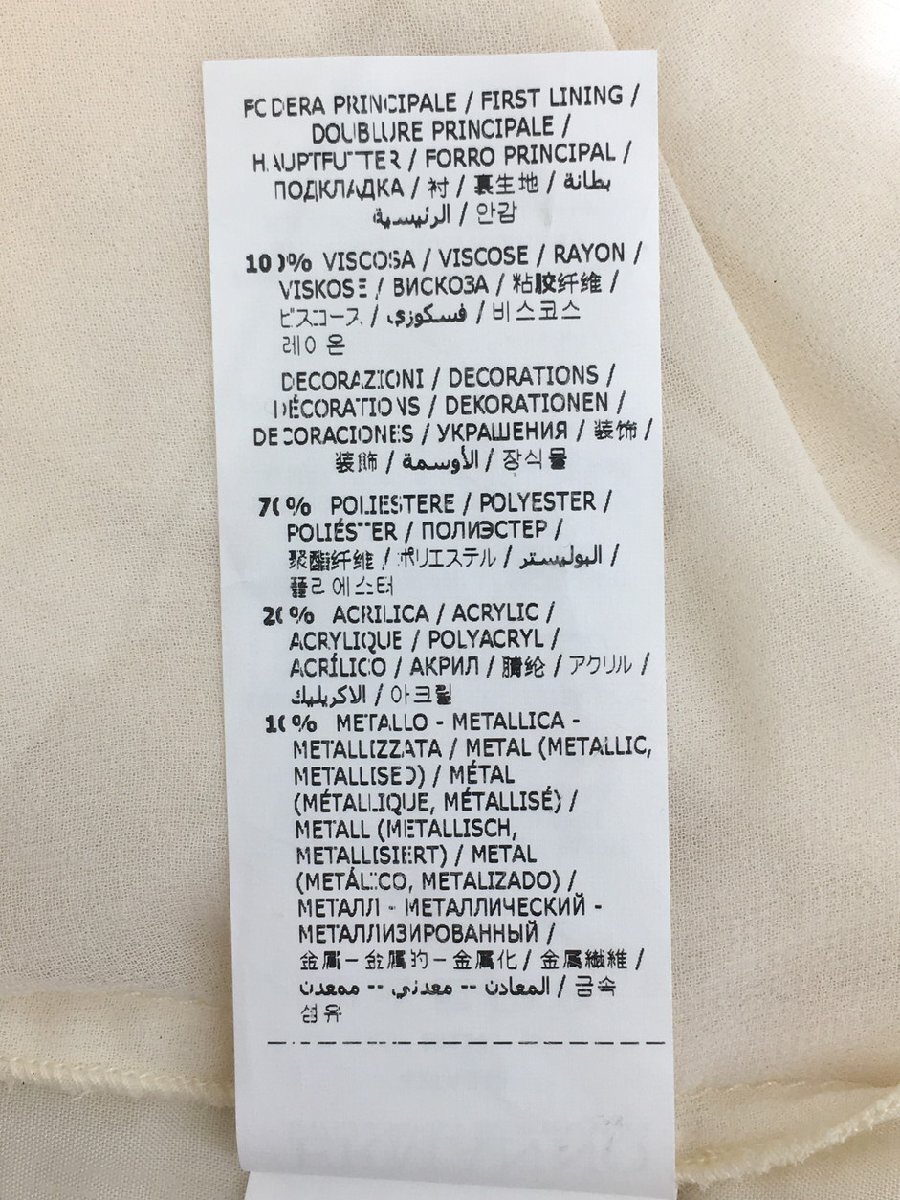 FODERA PRINCIPALE / FIRST LINING /
DOUBLURE PRINCIPALE /
HAUPTFUTTER / FORRO PRINCIPAL /
ПОДКЛАДКА / 衬 / 裏生地 / بطانة
الرئيسية / 안감
100% VISCOSA / VISCOSE / RAYON /
VISKOSE / ВИСКОЗА / 粘胶纤维 /
ビスコース / فسكوزي / 비스코스
레이온
DECORAZIONI / DECORATIONS /
DÉCORATIONS / DEKORATIONEN /
DECORACIONES / УКРАШЕНИЯ / 装饰 /
装飾 / الأوسمة / 장식물
70% POLIESTERE / POLYESTER /
POLIÉSTER / ПОЛИЭСТЕР /
聚酯纤维 / ポリエステル / البوليستر /
폴리에스터
20% ACRILICA / ACRYLIC /
ACRYLIQUE / POLYACRYL /
ACRÍLICO / АКРИЛ / 腈纶 / アクリル /
الاكريليك / 아크릴
10% METALLO - METALLICA -
METALLIZZATA / METAL (METALLIC,
METALLISED) / MÉTAL
(MÉTALLIQUE, MÉTALLISÉ) /
METALL (METALLISCH,
METALLISIERT) / METAL
(METÁLICO, METALIZADO) /
МЕТАЛЛ - МЕТАЛЛИЧЕСКИЙ -
МЕТАЛЛИЗИРОВАННЫЙ /
金属－金属的－金属化 / 金属繊維 /
المعادن -- معدني -- ممعدن / 금속
섬유